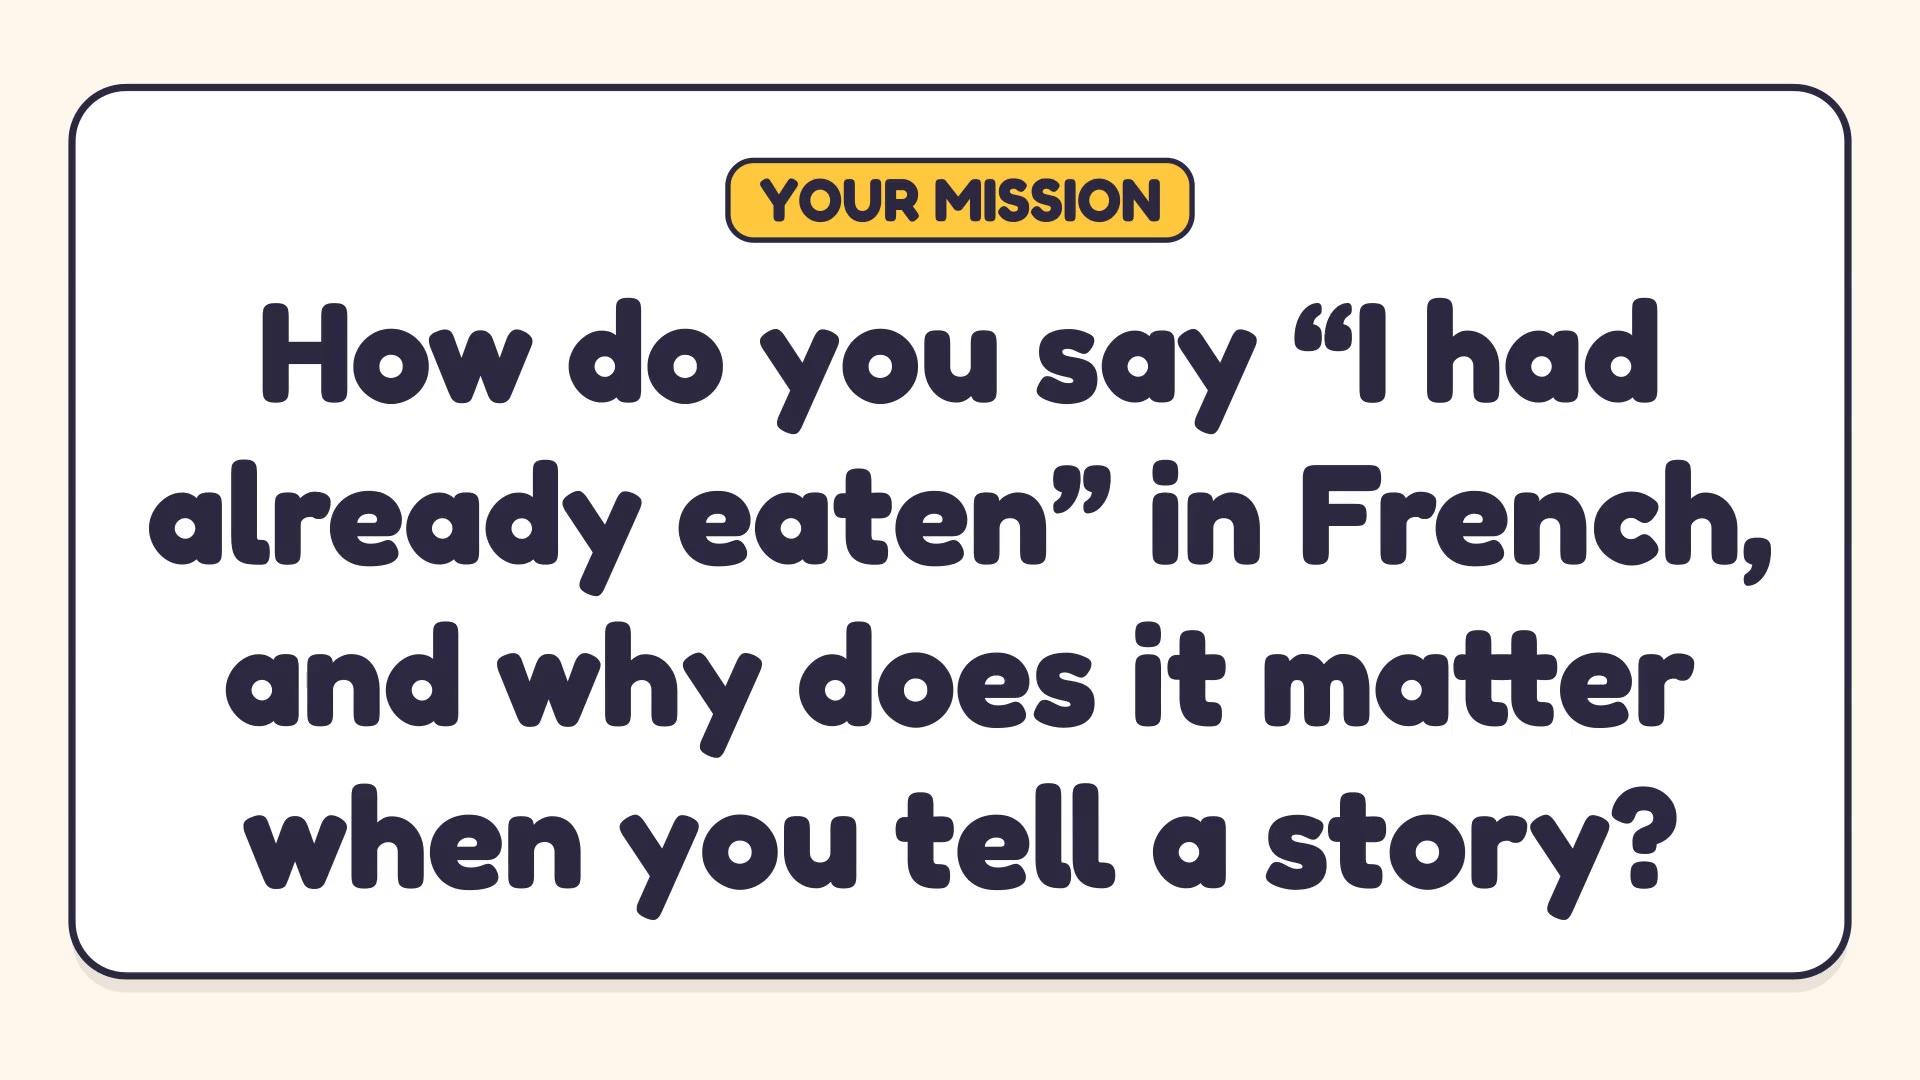 YOUR MISSION
How do you say “I had
already eaten” in French,
and why does it matter
when you tell a story?